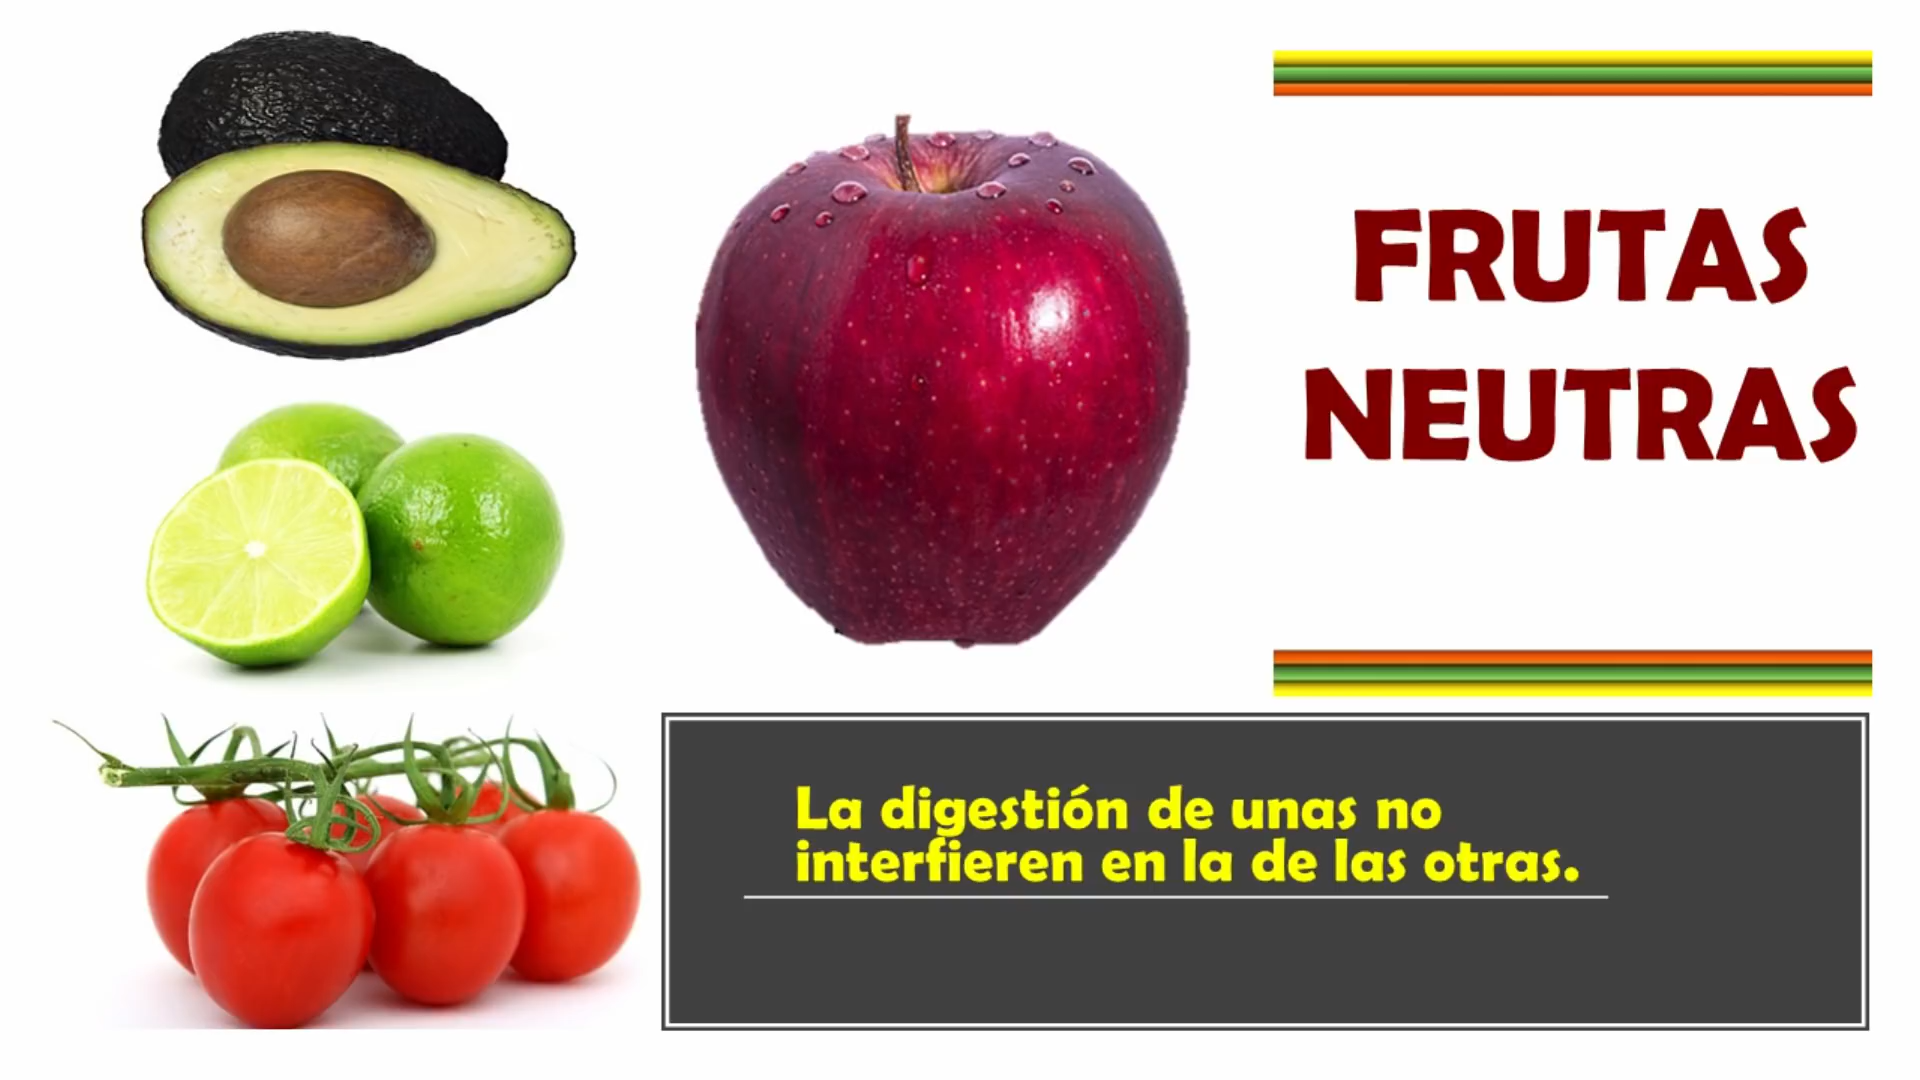 FRUTAS
NEUTRAS
La digestión de unas no
interfieren en la de las otras.